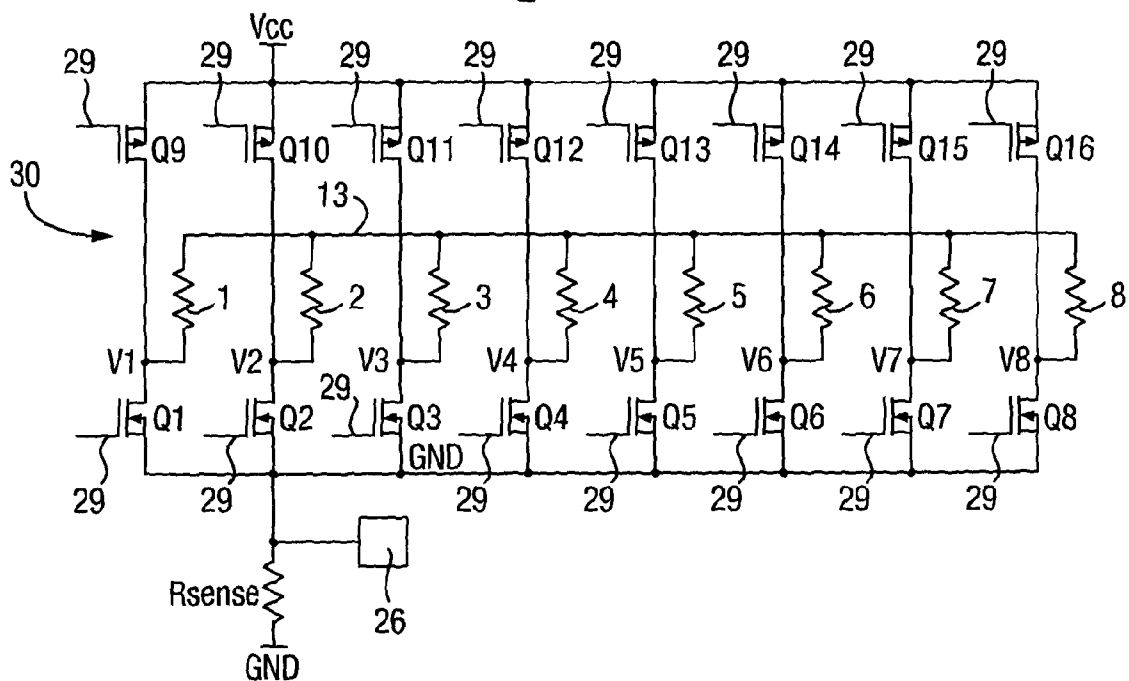 Vcc
29 29 29 29 29 29 29 29
Q9 Q10 Q11 Q12 Q13 Q14 Q15 Q16
30
13
1 2 3 4 5 6 7 8
V1 V2 V3 V4 V5 V6 V7 V8
29
Q1 Q2 Q3 Q4 Q5 Q6 Q7 Q8
GND
29 29 29 29 29 29 29
Rsense
26
GND